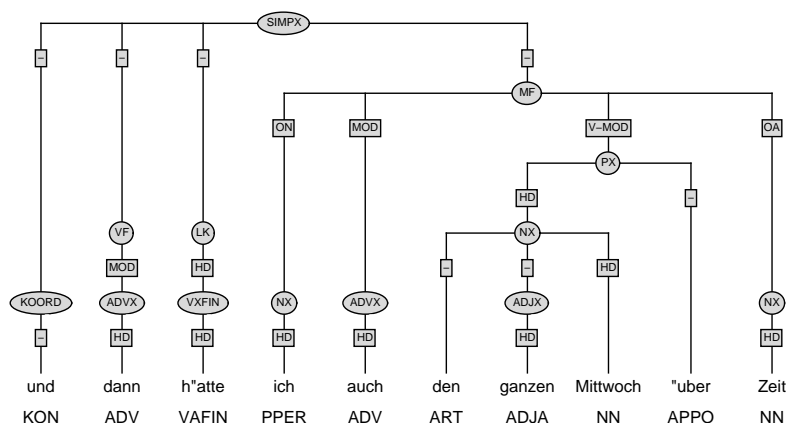 SIMPX
– – – –
MF
ON MOD V–MOD OA
PX
HD –
VF LK NX
MOD HD – – HD
KOORD ADVX VXFIN NX ADVX ADJX NX
– HD HD HD HD HD HD
und dann h"atte ich auch den ganzen Mittwoch "uber Zeit
KON ADV VAFIN PPER ADV ART ADJA NN APPO NN